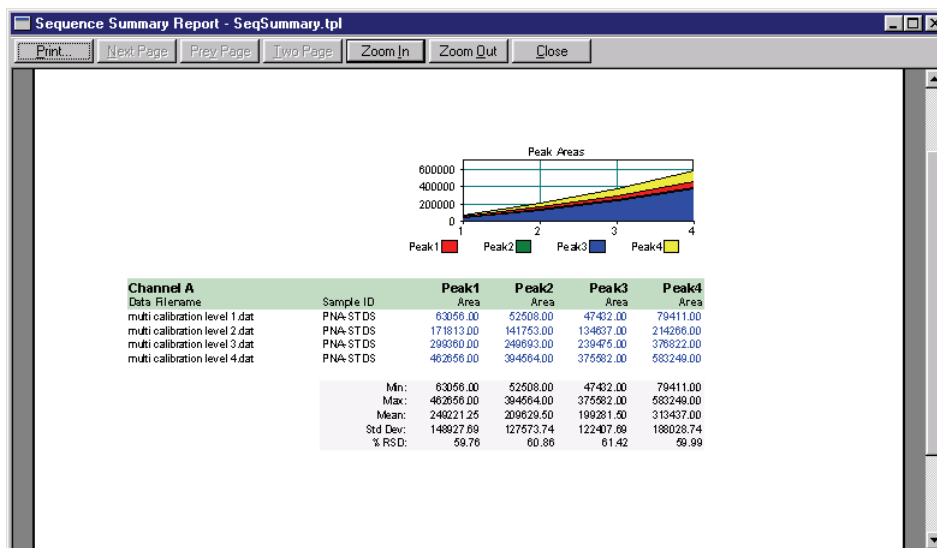 Sequence Summary Report - SeqSummary.tpl
Print... Next Page Prev Page Two Page Zoom In Zoom Out Close
Peak Areas
600000
400000
200000
0
1 2 3 4
Peak1 Peak2 Peak3 Peak4
Channel A Peak1 Peak2 Peak3 Peak4
Data Filename Sample ID Area Area Area Area
multi calibration level 1.dat PNA-STDS 63056.00 52508.00 47432.00 79411.00
multi calibration level 2.dat PNA-STDS 171813.00 141753.00 134637.00 214266.00
multi calibration level 3.dat PNA-STDS 299360.00 249693.00 239475.00 376822.00
multi calibration level 4.dat PNA-STDS 462656.00 394564.00 375582.00 583249.00
Min: 63056.00 52508.00 47432.00 79411.00
Max: 462656.00 394564.00 375582.00 583249.00
Mean: 249221.25 209629.50 199281.50 313437.00
Std Dev: 148927.69 127573.74 122407.69 188028.74
% RSD: 59.76 60.86 61.42 59.99